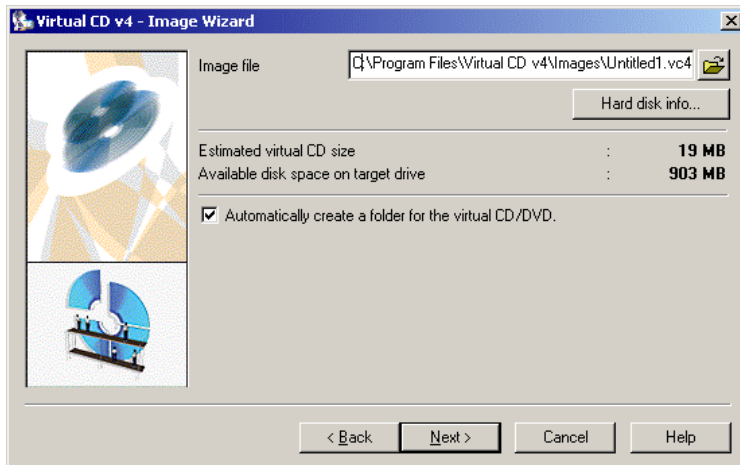 Virtual CD v4 - Image Wizard
Image file C:\Program Files\Virtual CD v4\Images\Untitled1.vc4
Hard disk info...
Estimated virtual CD size : 19 MB
Available disk space on target drive : 903 MB
Automatically create a folder for the virtual CD/DVD.
< Back Next > Cancel Help